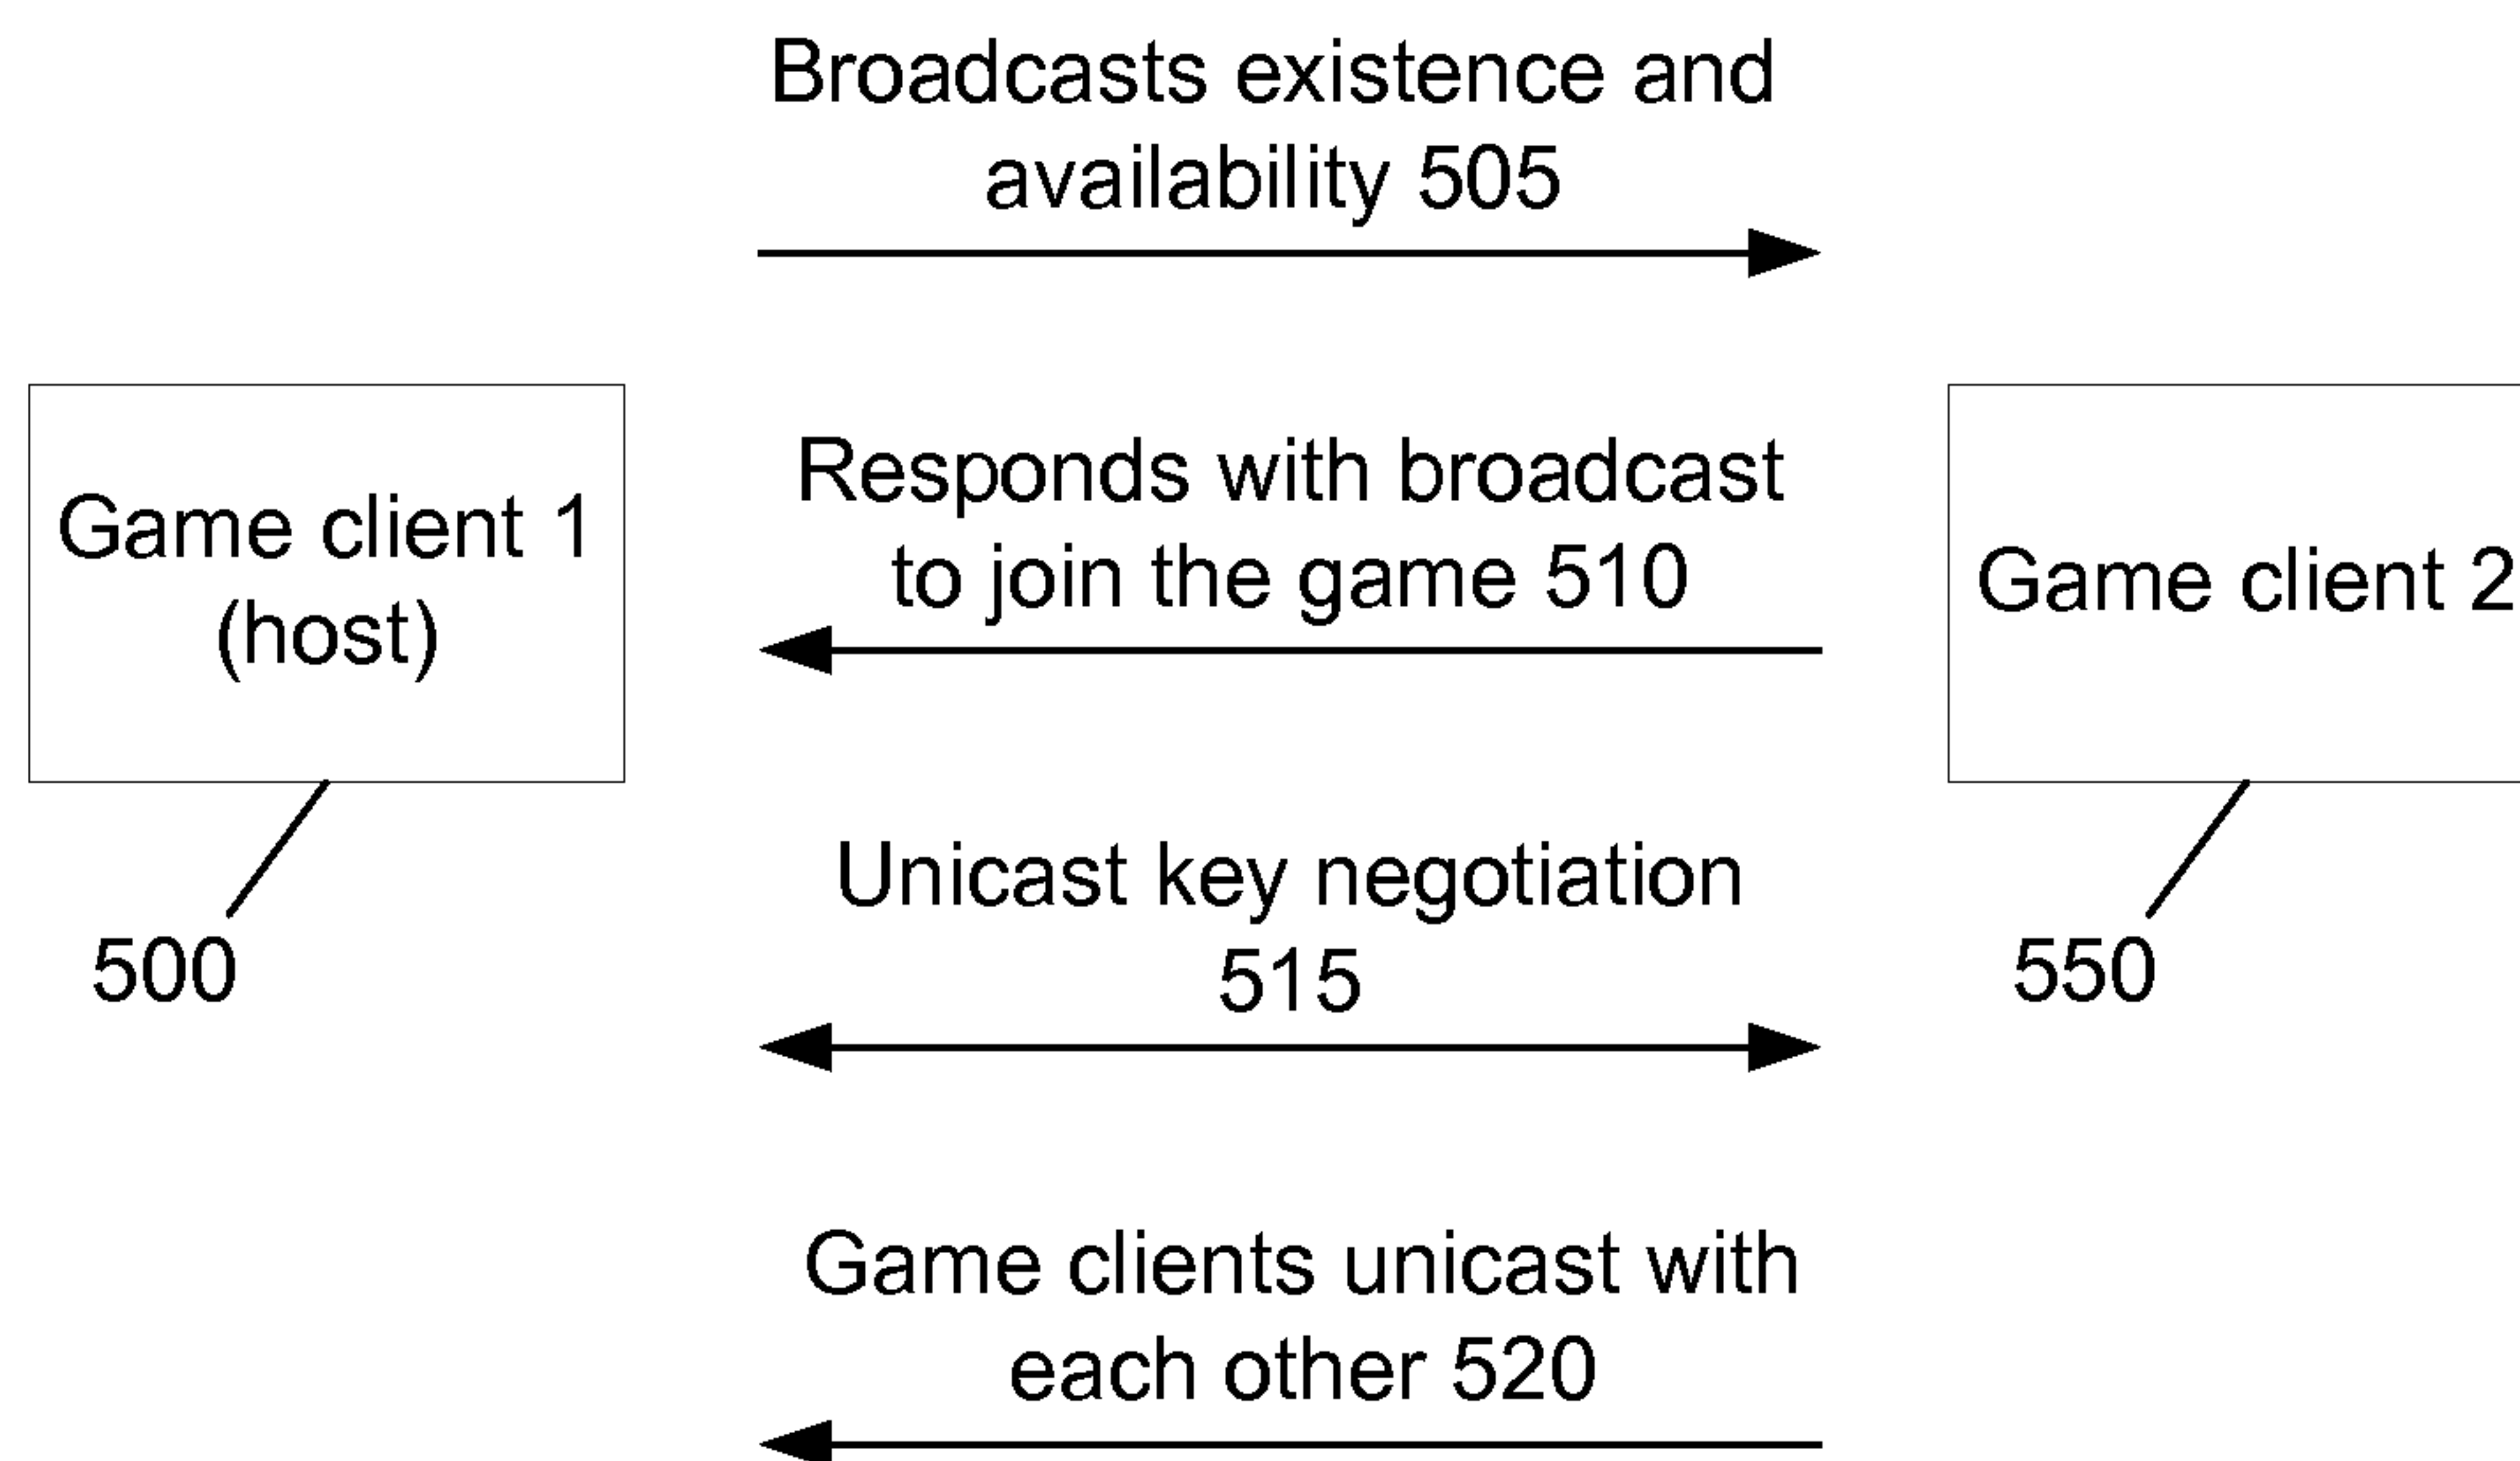 Broadcasts existence and
availability 505
Game client 1
(host)
500
Responds with broadcast
to join the game 510
Unicast key negotiation
515
Game clients unicast with
each other 520
Game client 2
550